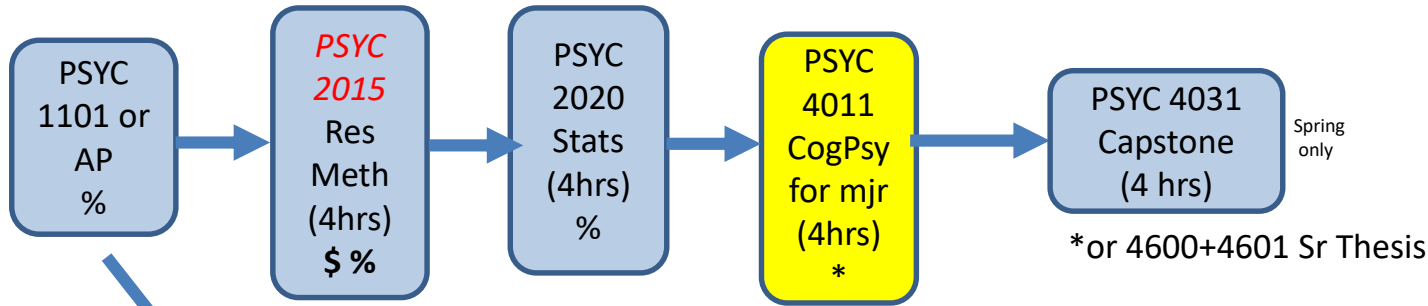 PSYC
1101 or
AP
%
PSYC
2015
Res
Meth
(4hrs)
$ %
PSYC
2020
Stats
(4hrs)
%
PSYC
4011
CogPsy
for mjr
(4hrs)
*
PSYC 4031
Capstone
(4 hrs)
Spring
only
*or 4600+4601 Sr Thesis